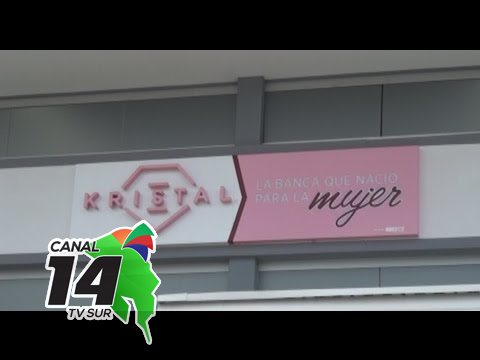 KRISTAL
LA BANCA QUE NACIÓ
PARA LA mujer
CANAL
14
TV SUR